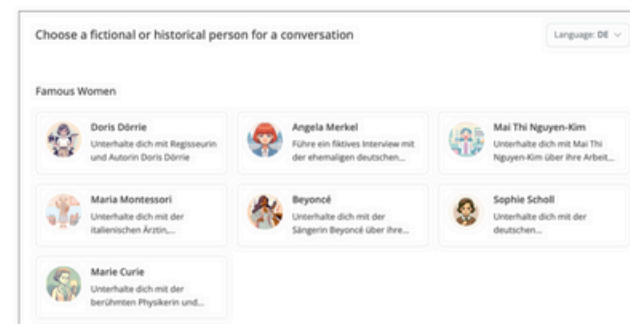 Choose a fictional or historical person for a conversation
Language: DE
Famous Women
Doris Dörrie
Unterhalte dich mit Regisseurin
und Autorin Doris Dörrie
Angela Merkel
Führe ein fiktives Interview mit
der ehemaligen deutschen...
Mai Thi Nguyen-Kim
Unterhalte dich mit Mai Thi
Nguyen-Kim über ihre Arbeit...
Maria Montessori
Unterhalte dich mit der
italienischen Ärztin,...
Beyoncé
Unterhalte dich mit der
Sängerin Beyoncé über ihre...
Sophie Scholl
Unterhalte dich mit der
deutschen...
Marie Curie
Unterhalte dich mit der
berühmten Physikerin und...